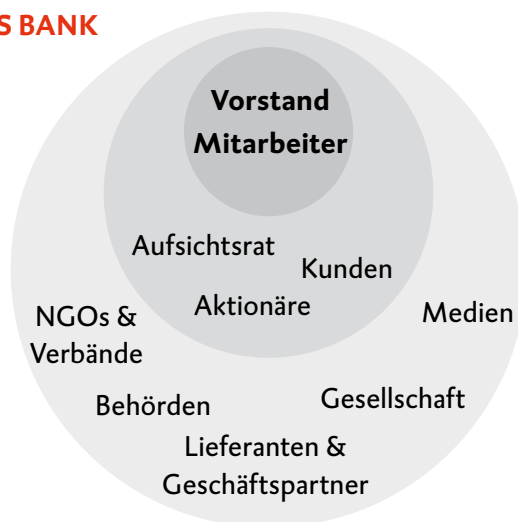 S BANK
Vorstand
Mitarbeiter
Aufsichtsrat
Kunden
Aktionäre
Medien
NGOs &
Verbände
Behörden
Gesellschaft
Lieferanten &
Geschäftspartner